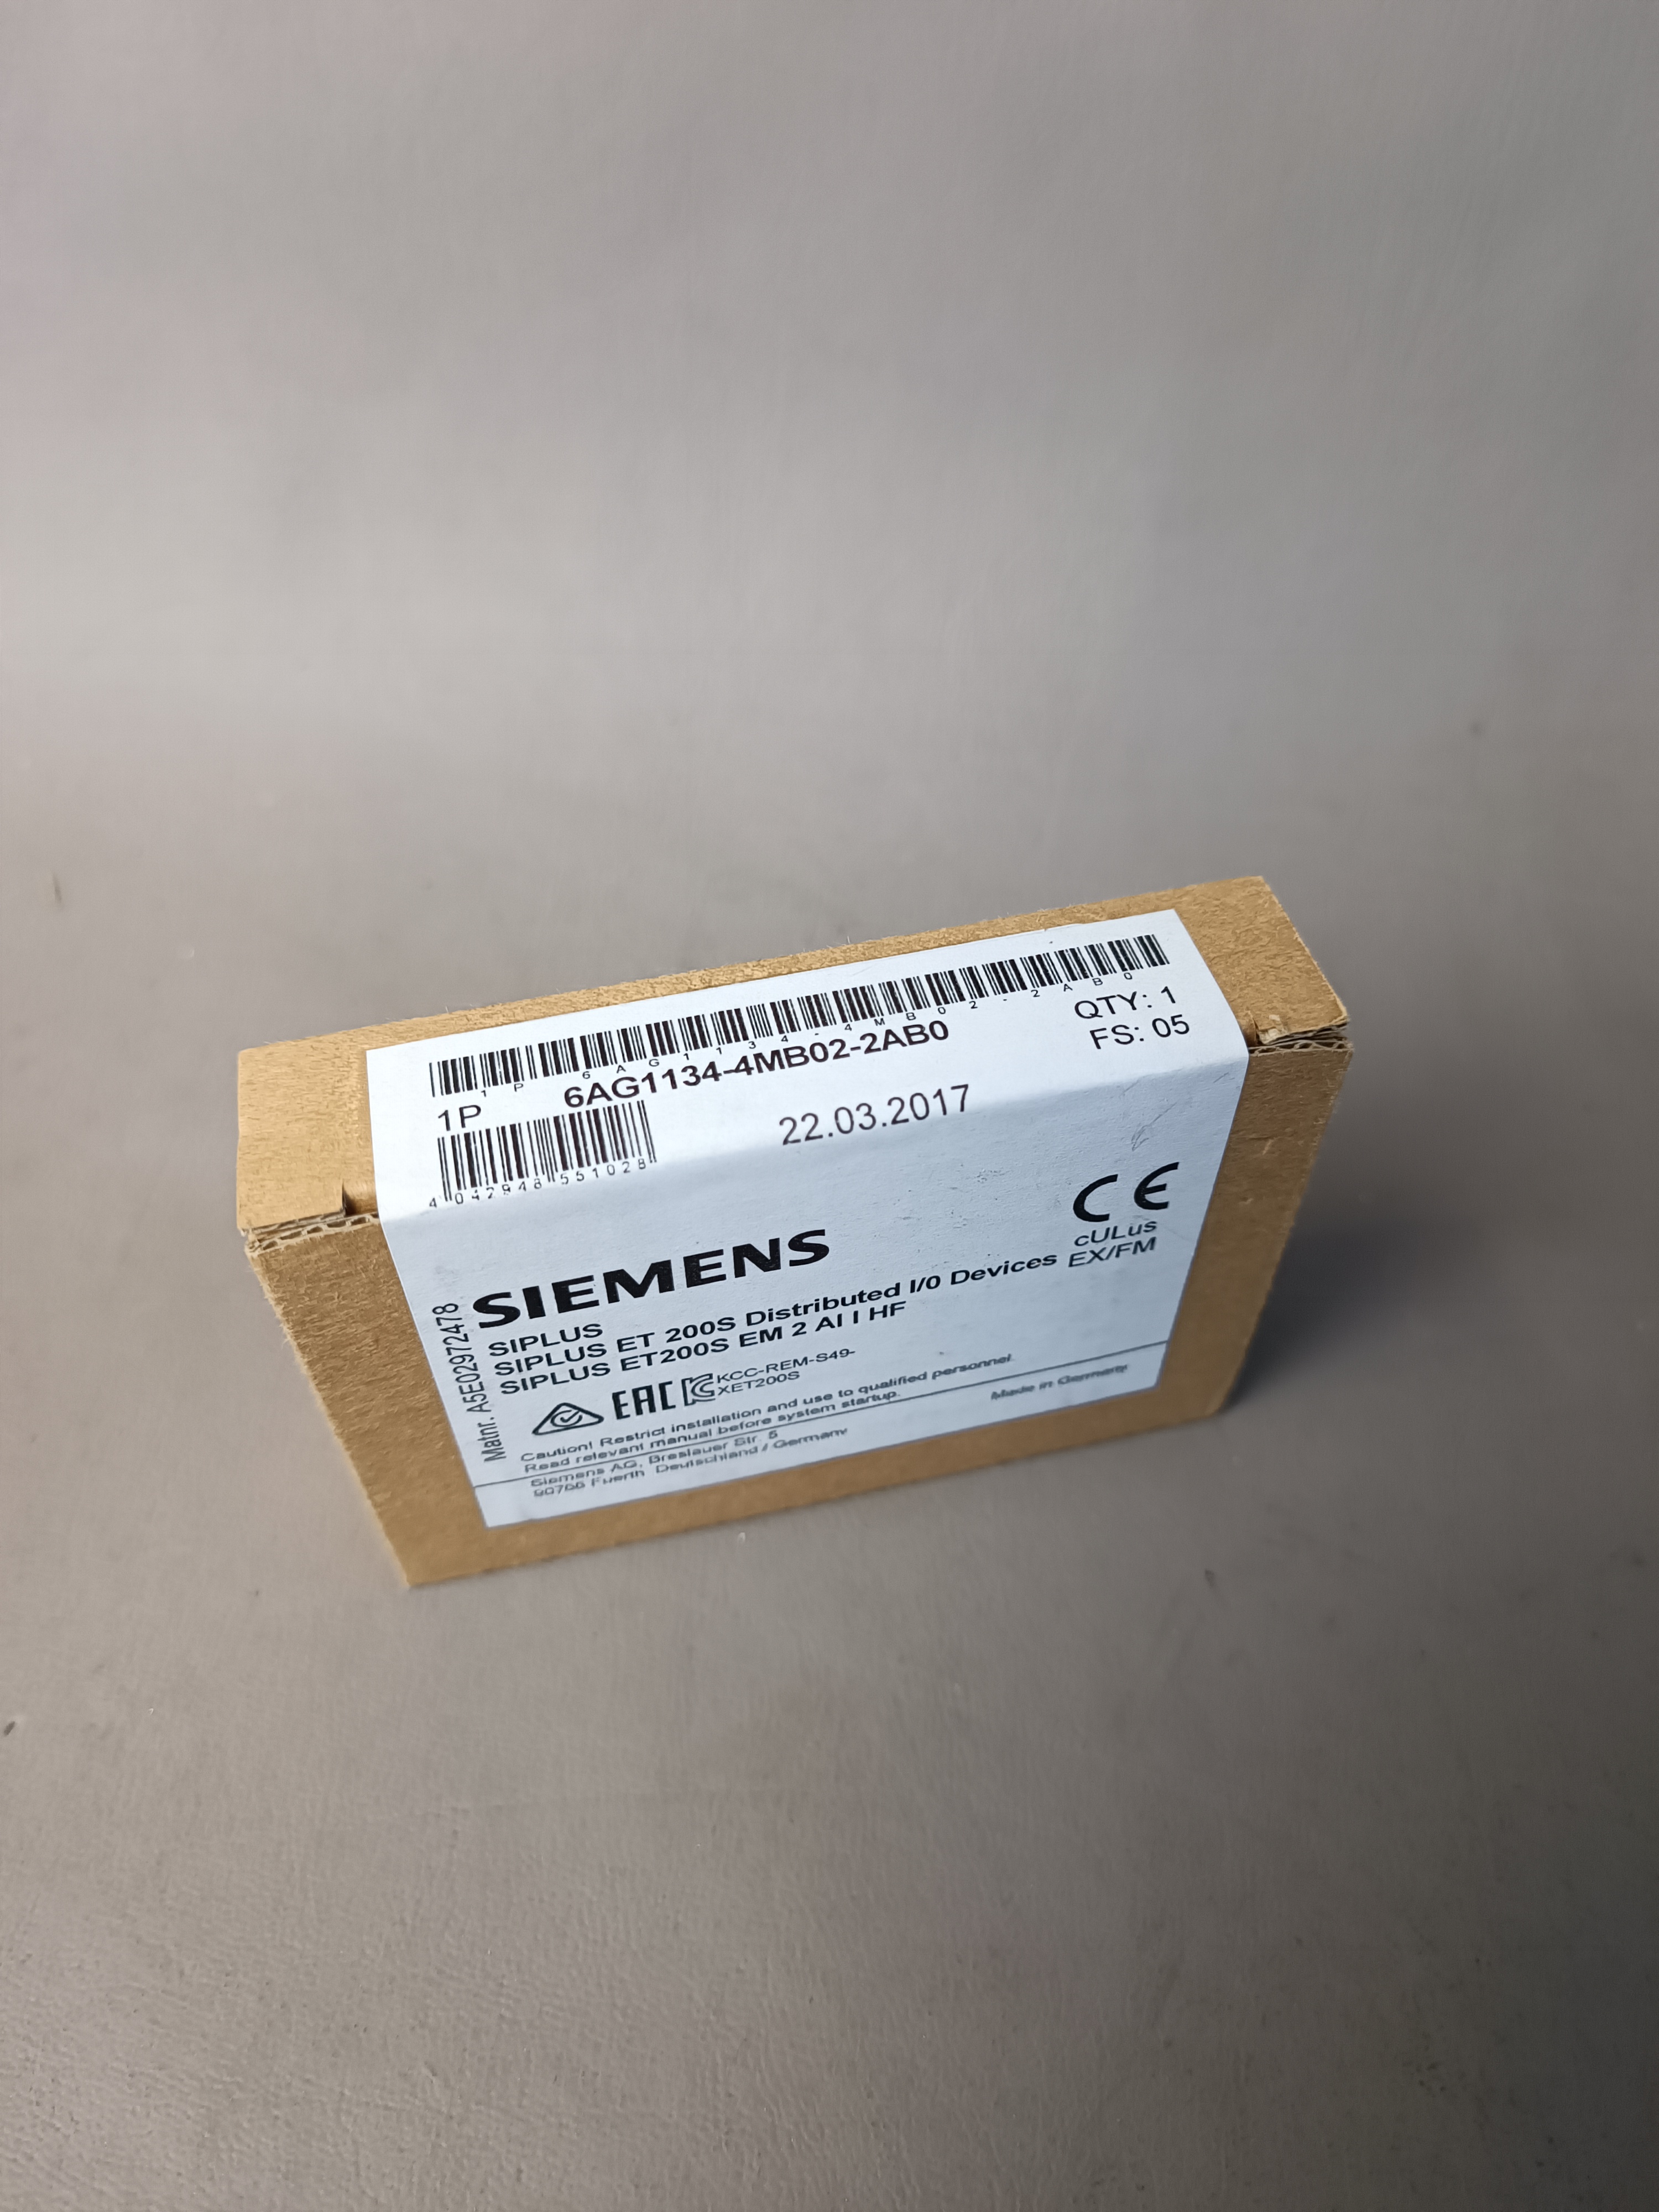 1P 6AG1134-4MB02-2AB0
1P 6AG1134-4MB02-2AB0
QTY: 1
FS: 05
4 042948 551028
22.03.2017
CE
cULus
EX/FM
SIEMENS
SIPLUS
SIPLUS ET 200S Distributed I/0 Devices
SIPLUS ET200S EM 2 AI I HF
Matnr. A5E02972478
EAC
KCC-REM-S49-
XET200S
Caution! Restrict installation and use to qualified personnel.
Read relevant manual before system startup.
Siemens AG, Breslauer Str. 5
90766 Fuerth Deutschland / Germany
Made in Germany